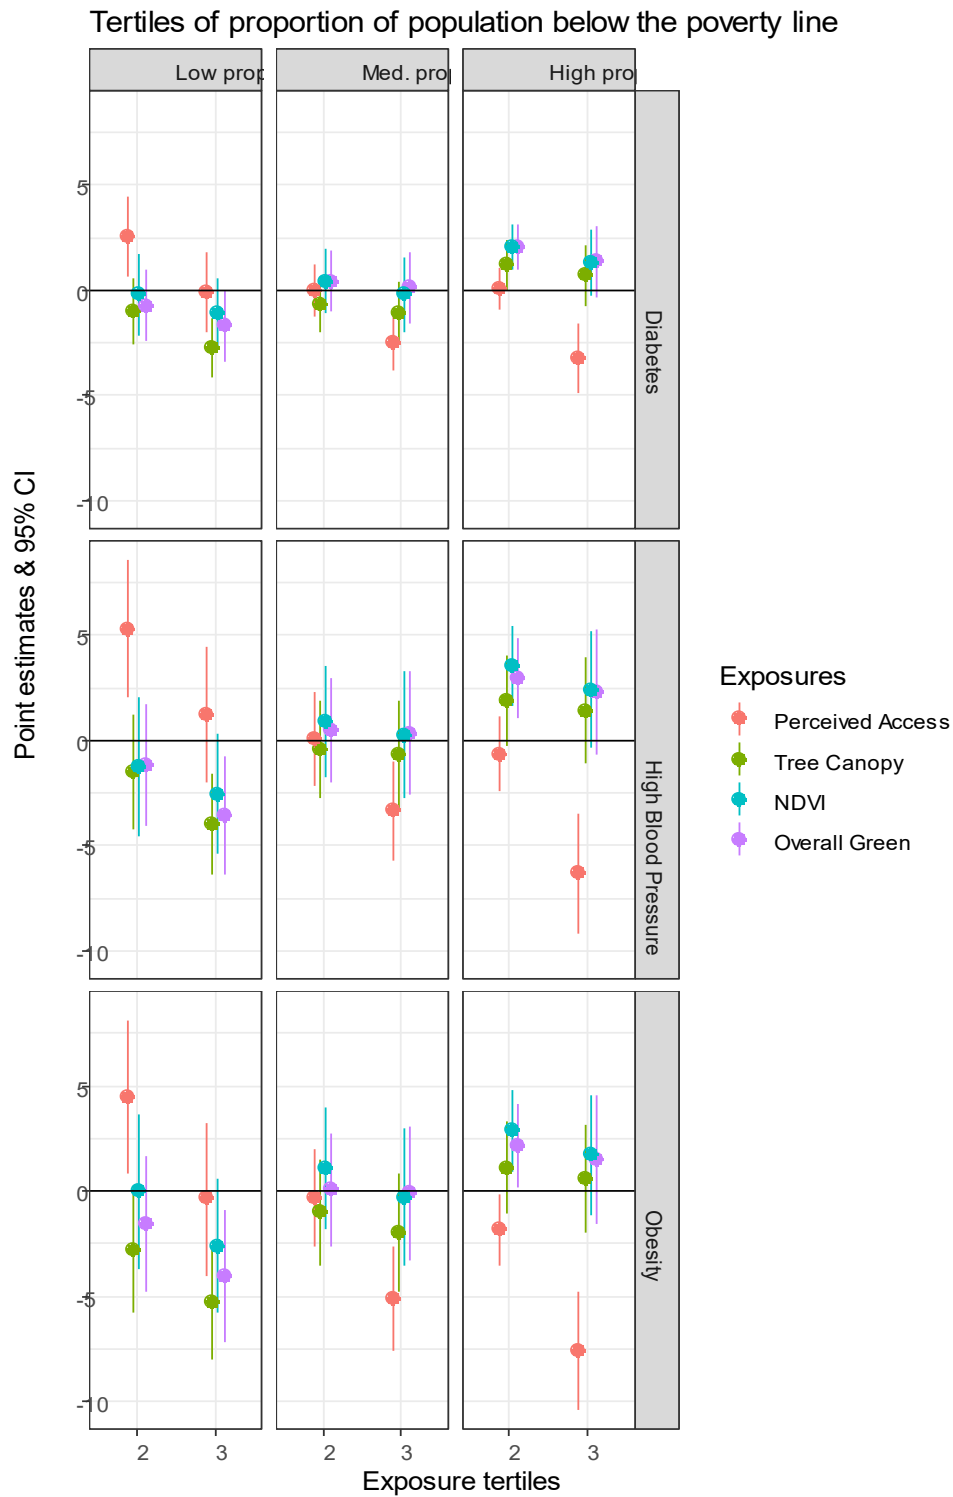 Tertiles of proportion of population below the poverty line
Low prop
Med. pro
High pro
5
0
-5
-10
Diabetes
5
0
-5
-10
High Blood Pressure
5
0
-5
-10
Obesity
2 3 2 3 2 3
Exposure tertiles
Point estimates & 95% CI
Exposures
Perceived Access
Tree Canopy
NDVI
Overall Green